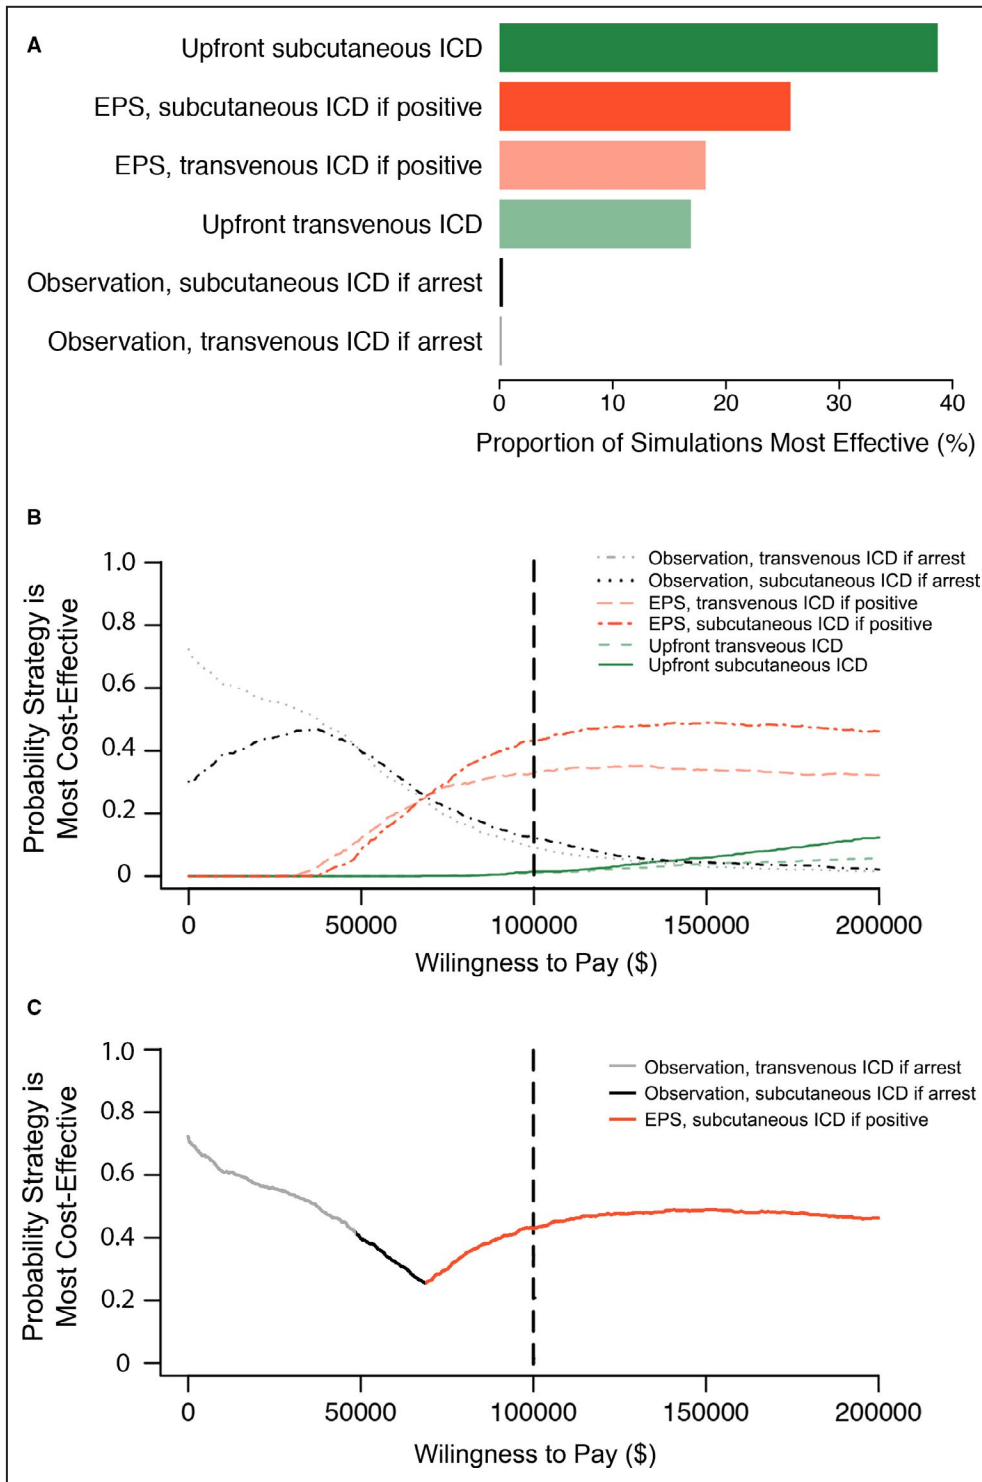 A
Upfront subcutaneous ICD
EPS, subcutaneous ICD if positive
EPS, transvenous ICD if positive
Upfront transvenous ICD
Observation, subcutaneous ICD if arrest
Observation, transvenous ICD if arrest
0 10 20 30 40
Proportion of Simulations Most Effective (%)
B
Probability Strategy is
Most Cost-Effective
1.0
0.8
0.6
0.4
0.2
0
Observation, transvenous ICD if arrest
Observation, subcutaneous ICD if arrest
EPS, transvenous ICD if positive
EPS, subcutaneous ICD if positive
Upfront transveous ICD
Upfront subcutaneous ICD
0 50000 100000 150000 200000
Wilingness to Pay ($)
C
Probability Strategy is
Most Cost-Effective
1.0
0.8
0.6
0.4
0.2
0
Observation, transvenous ICD if arrest
Observation, subcutaneous ICD if arrest
EPS, subcutaneous ICD if positive
0 50000 100000 150000 200000
Wilingness to Pay ($)